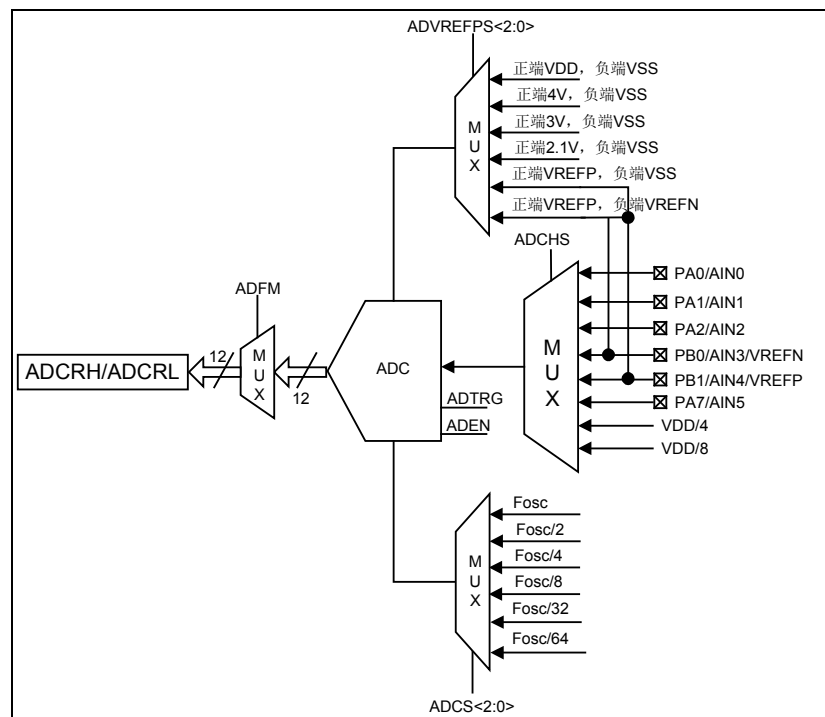 ADVREFPS<2:0>
正端VDD，负端VSS
正端4V，负端VSS
正端3V，负端VSS
正端2.1V，负端VSS
正端VREFP，负端VSS
正端VREFP，负端VREFN
MUX
ADCHS
PA0/AIN0
PA1/AIN1
PA2/AIN2
PB0/AIN3/VREFN
PB1/AIN4/VREFP
PA7/AIN5
VDD/4
VDD/8
MUX
ADFM
ADCRH/ADCRL
12
MUX
12
ADC
ADTRG
ADEN
Fosc
Fosc/2
Fosc/4
Fosc/8
Fosc/32
Fosc/64
MUX
ADCS<2:0>